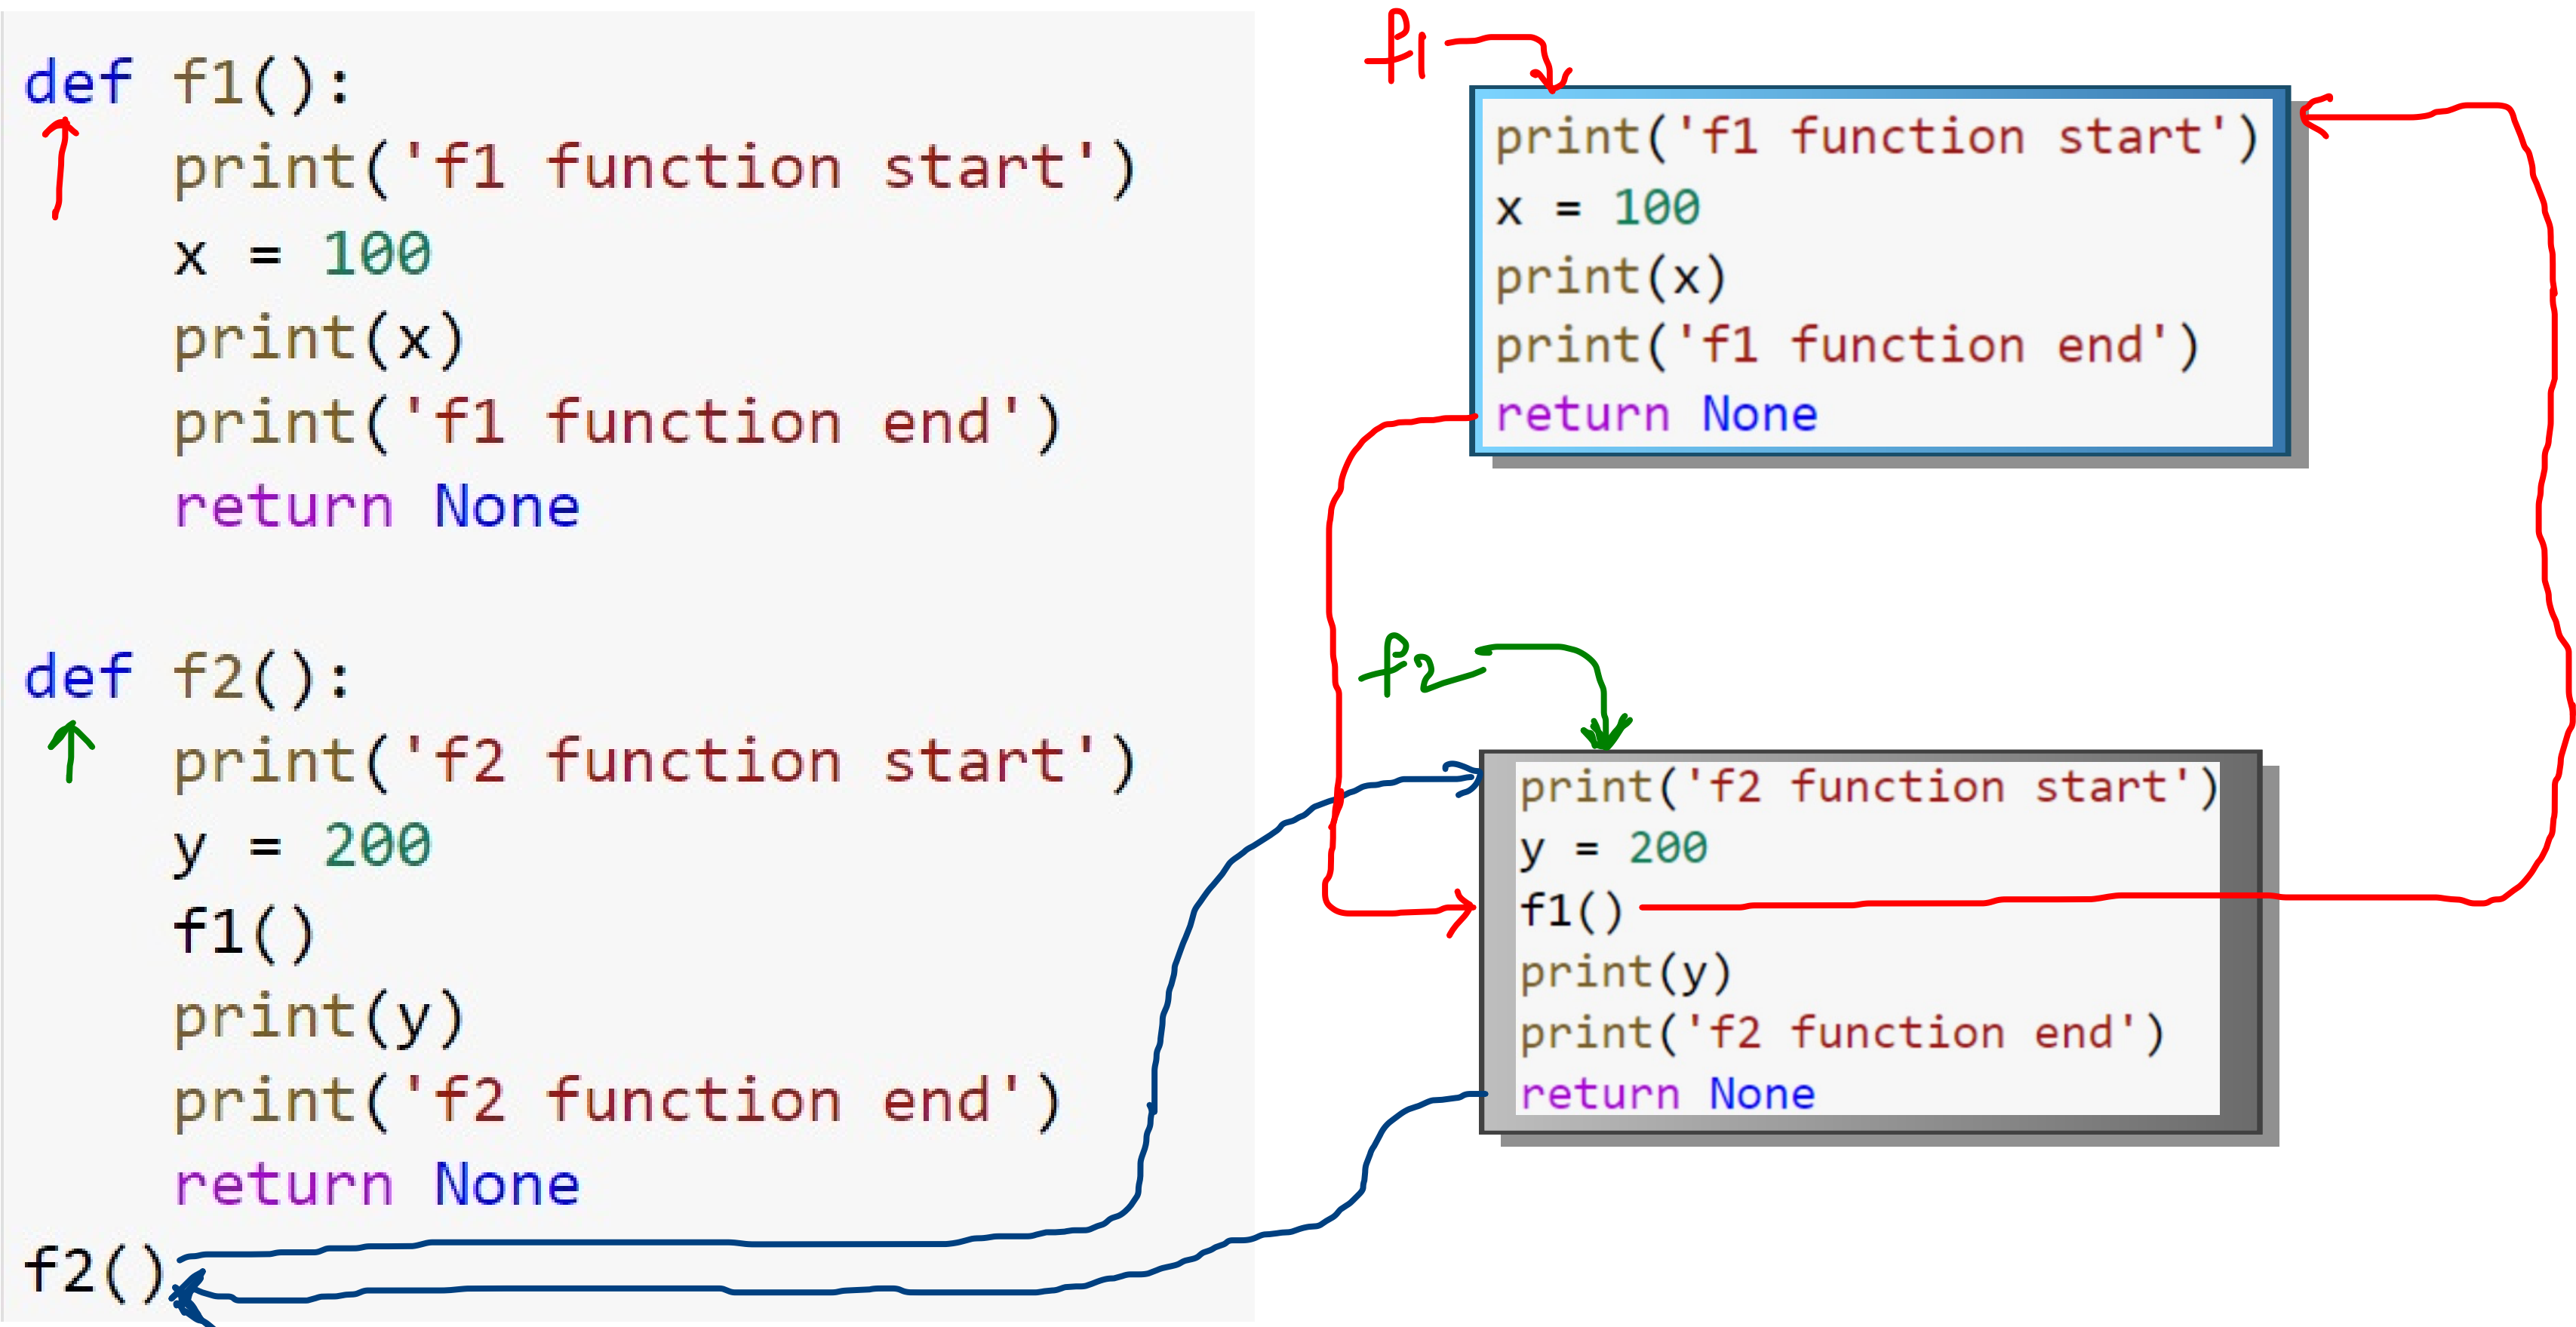 def f1():
    print('f1 function start')
    x = 100
    print(x)
    print('f1 function end')
    return None
def f2():
    print('f2 function start')
    y = 200
    f1()
    print(y)
    print('f2 function end')
    return None
f2()
f1
print('f1 function start')
x = 100
print(x)
print('f1 function end')
return None
f2
print('f2 function start')
y = 200
f1()
print(y)
print('f2 function end')
return None